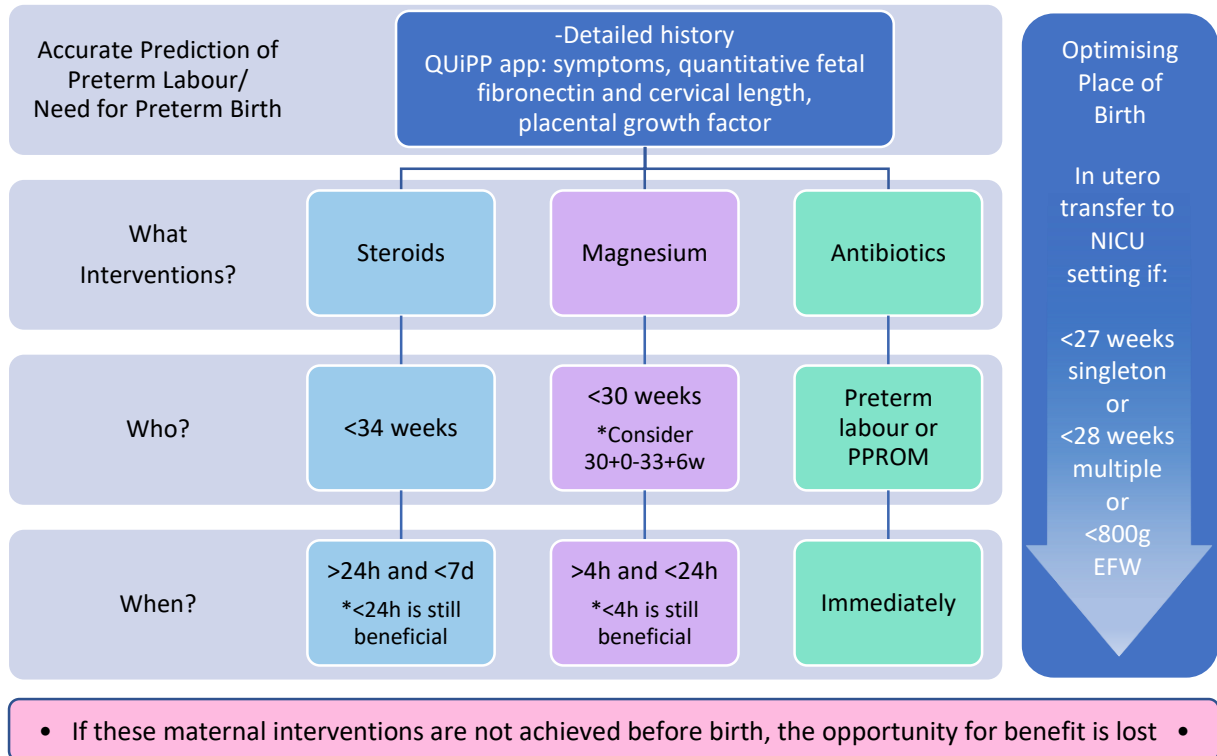 Accurate Prediction of
Preterm Labour/
Need for Preterm Birth
-Detailed history
QUiPP app: symptoms, quantitative fetal
fibronectin and cervical length,
placental growth factor
What
Interventions?
Steroids
Magnesium
Antibiotics
Who?
<34 weeks
<30 weeks
*Consider
30+0-33+6w
Preterm
labour or
PPROM
When?
>24h and <7d
*<24h is still
beneficial
>4h and <24h
*<4h is still
beneficial
Immediately
Optimising
Place of
Birth
In utero
transfer to
NICU
setting if:
<27 weeks
singleton
or
<28 weeks
multiple
or
<800g
EFW
• If these maternal interventions are not achieved before birth, the opportunity for benefit is lost •